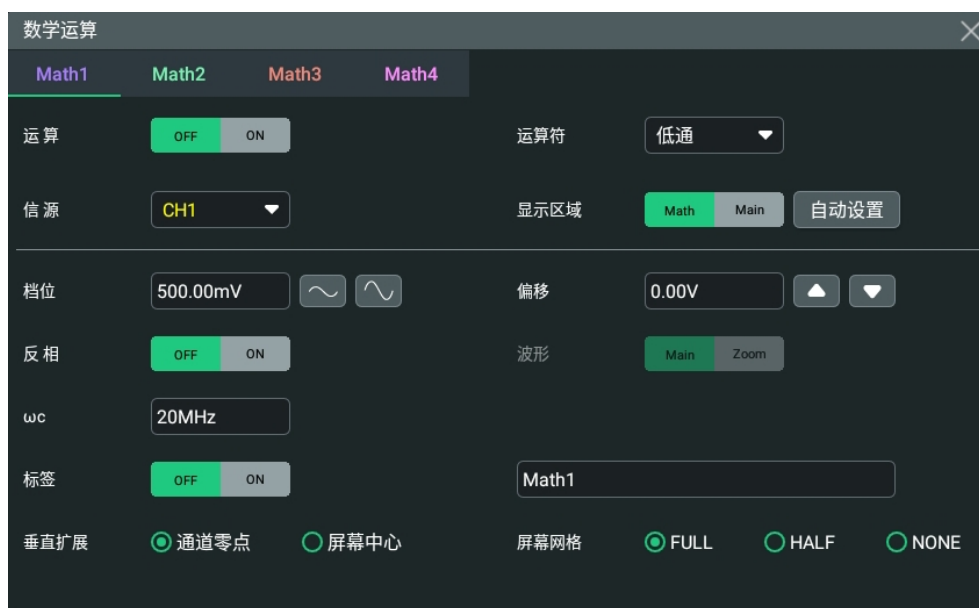 数学运算
Math1 Math2 Math3 Math4
运算 OFF ON 运算符 低通
信源 CH1 显示区域 Math Main 自动设置
档位 500.00mV 偏移 0.00V
反相 OFF ON 波形 Main Zoom
ωc 20MHz
标签 OFF ON Math1
垂直扩展 通道零点 屏幕中心 屏幕网格 FULL HALF NONE